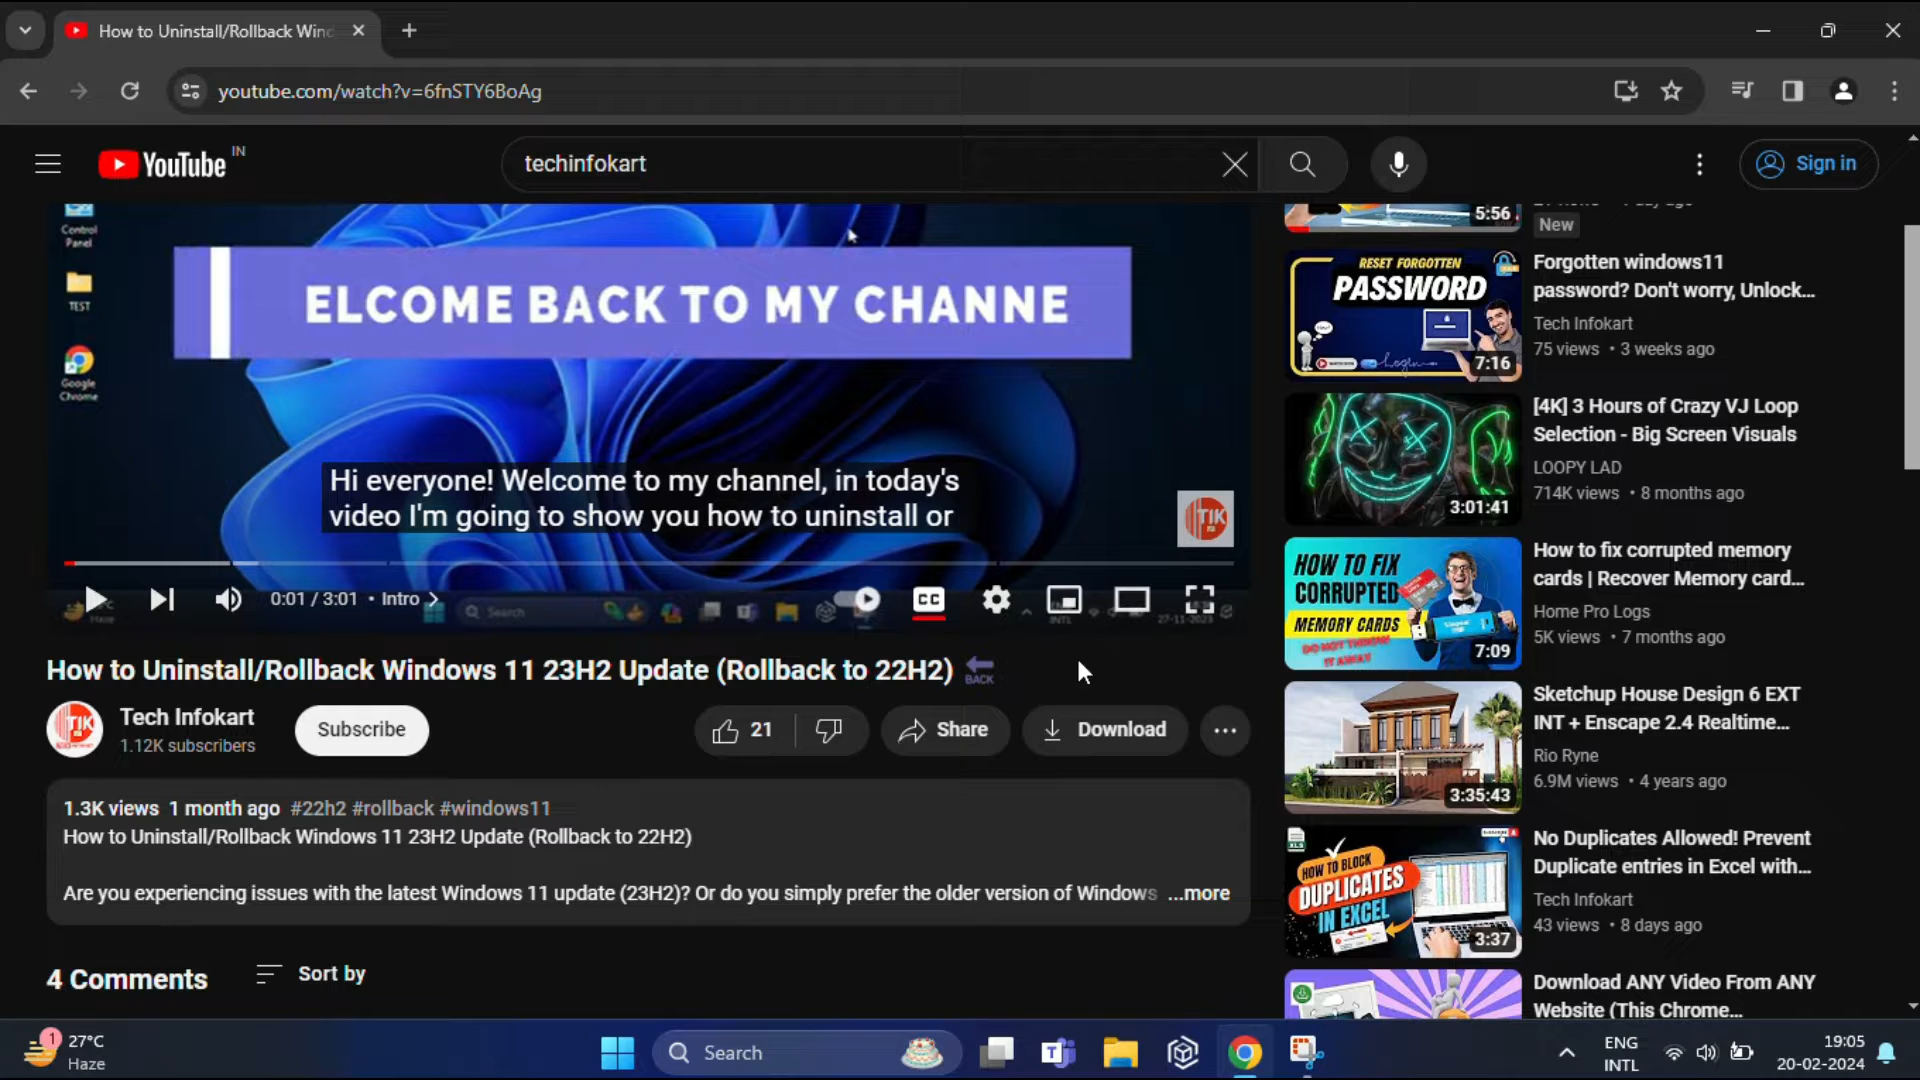 How to Uninstall/Rollback Wind
youtube.com/watch?v=6fnSTY6BoAg
YouTube IN
techinfokart
Sign in
Control
Panel
TEST
Google
Chrome
ELCOME BACK TO MY CHANNE
Hi everyone! Welcome to my channel, in today's
video I'm going to show you how to uninstall or
TIK
0:01 / 3:01 • Intro
CC
Search
27-11-2023
How to Uninstall/Rollback Windows 11 23H2 Update (Rollback to 22H2) BACK
TIK
Tech Infokart
1.12K subscribers
Subscribe
21
Share
Download
1.3K views 1 month ago #22h2 #rollback #windows11
How to Uninstall/Rollback Windows 11 23H2 Update (Rollback to 22H2)
Are you experiencing issues with the latest Windows 11 update (23H2)? Or do you simply prefer the older version of Windows ...more
4 Comments
Sort by
5:56
New
RESET FORGOTTEN
PASSWORD
Login
7:16
Forgotten windows11
password? Don't worry, Unlock...
Tech Infokart
75 views • 3 weeks ago
3:01:41
[4K] 3 Hours of Crazy VJ Loop
Selection - Big Screen Visuals
LOOPY LAD
714K views • 8 months ago
HOW TO FIX
CORRUPTED
MEMORY CARDS
DO NOT THROW
IT AWAY
7:09
How to fix corrupted memory
cards | Recover Memory card...
Home Pro Logs
5K views • 7 months ago
3:35:43
Sketchup House Design 6 EXT
INT + Enscape 2.4 Realtime...
Rio Ryne
6.9M views • 4 years ago
XLS
HOW TO BLOCK
DUPLICATES
IN EXCEL
3:37
No Duplicates Allowed! Prevent
Duplicate entries in Excel with...
Tech Infokart
43 views • 8 days ago
Download ANY Video From ANY
Website (This Chrome...
1
27°C
Haze
Search
ENG
INTL
19:05
20-02-2024